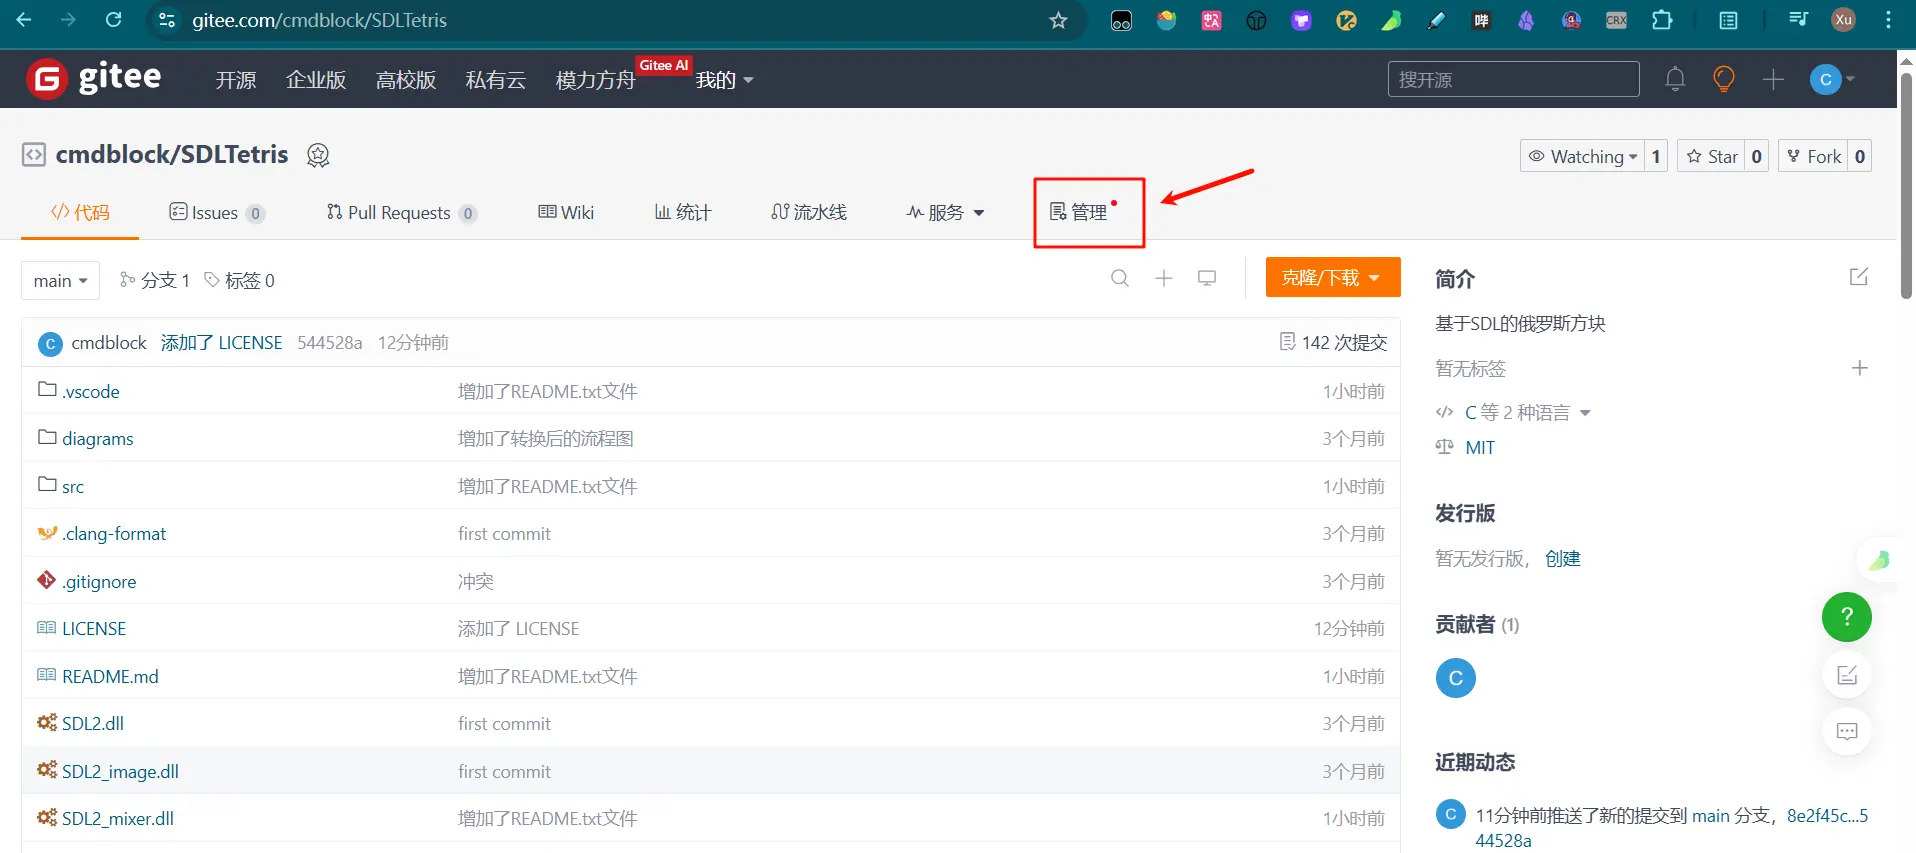 gitee.com/cmdblock/SDLTetris
中A
哔
CRX
Xu
G gitee
开源 企业版 高校版 私有云 模力方舟 Gitee AI 我的
搜开源
C
cmdblock/SDLTetris
Watching 1 Star 0 Fork 0
代码 Issues 0 Pull Requests 0 Wiki 统计 流水线 服务 管理
main 分支 1 标签 0
克隆/下载
C cmdblock 添加了 LICENSE 544528a 12分钟前 142 次提交
.vscode 增加了README.txt文件 1小时前
diagrams 增加了转换后的流程图 3个月前
src 增加了README.txt文件 1小时前
.clang-format first commit 3个月前
.gitignore 冲突 3个月前
LICENSE 添加了 LICENSE 12分钟前
README.md 增加了README.txt文件 1小时前
SDL2.dll first commit 3个月前
SDL2_image.dll first commit 3个月前
SDL2_mixer.dll 增加了README.txt文件 1小时前
简介
基于SDL的俄罗斯方块
暂无标签
C 等 2 种语言
MIT
发行版
暂无发行版， 创建
贡献者 (1)
C
?
近期动态
C 11分钟前推送了新的提交到 main 分支，8e2f45c...5
44528a